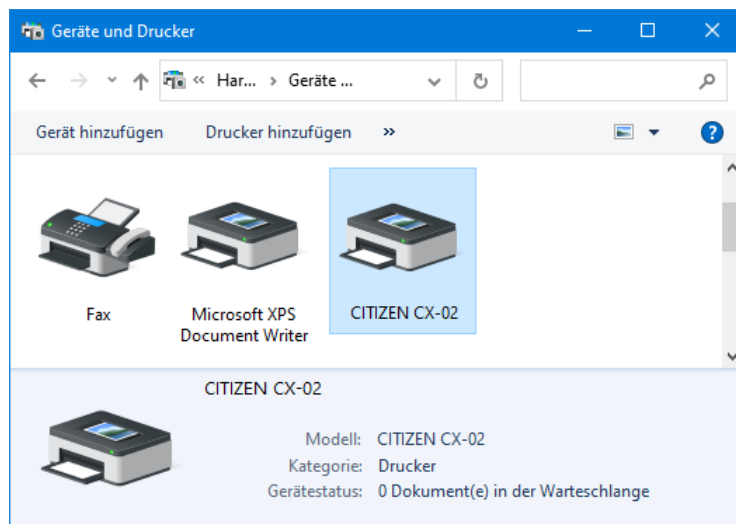 Geräte und Drucker
« Har... › Geräte ...
Gerät hinzufügen Drucker hinzufügen »
Fax
Microsoft XPS
Document Writer
CITIZEN CX-02
CITIZEN CX-02
Modell: CITIZEN CX-02
Kategorie: Drucker
Gerätestatus: 0 Dokument(e) in der Warteschlange